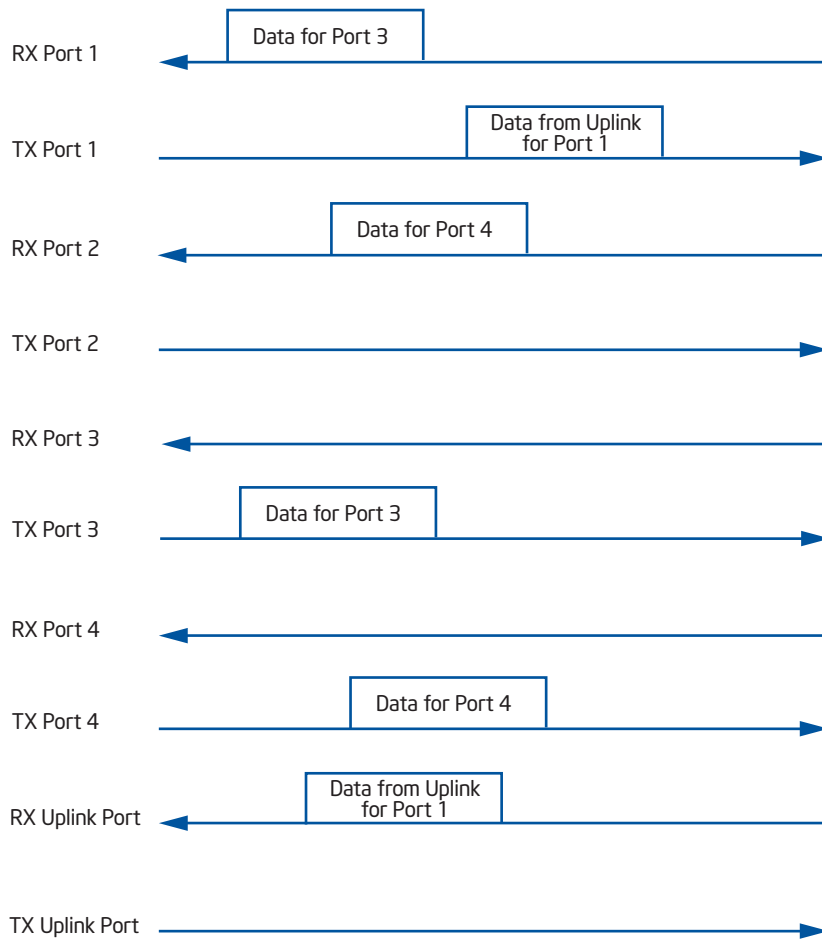 Data for Port 3
RX Port 1
Data from Uplink
for Port 1
TX Port 1
Data for Port 4
RX Port 2
TX Port 2
RX Port 3
Data for Port 3
TX Port 3
RX Port 4
Data for Port 4
TX Port 4
Data from Uplink
for Port 1
RX Uplink Port
TX Uplink Port